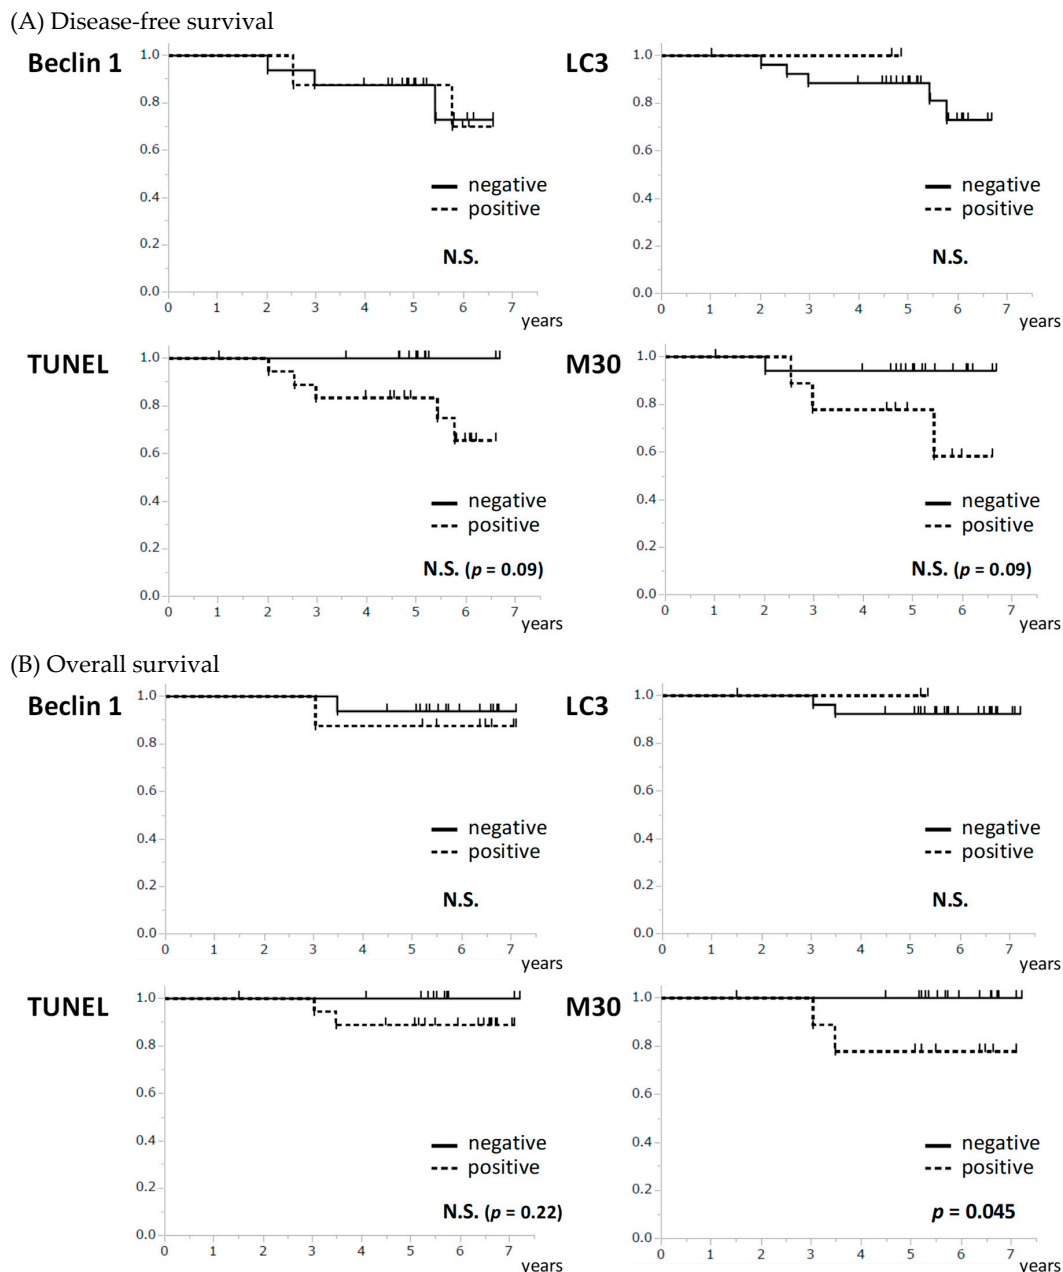 (A) Disease-free survival
Beclin 1
1.0
0.8
0.6
0.4
0.2
0.0
0 1 2 3 4 5 6 7
years
negative
positive
N.S.
LC3
1.0
0.8
0.6
0.4
0.2
0.0
0 1 2 3 4 5 6 7
years
negative
positive
N.S.
TUNEL
1.0
0.8
0.6
0.4
0.2
0.0
0 1 2 3 4 5 6 7
years
negative
positive
N.S. (p = 0.09)
M30
1.0
0.8
0.6
0.4
0.2
0.0
0 1 2 3 4 5 6 7
years
negative
positive
N.S. (p = 0.09)
(B) Overall survival
Beclin 1
1.0
0.8
0.6
0.4
0.2
0.0
0 1 2 3 4 5 6 7
years
negative
positive
N.S.
LC3
1.0
0.8
0.6
0.4
0.2
0.0
0 1 2 3 4 5 6 7
years
negative
positive
N.S.
TUNEL
1.0
0.8
0.6
0.4
0.2
0.0
0 1 2 3 4 5 6 7
years
negative
positive
N.S. (p = 0.22)
M30
1.0
0.8
0.6
0.4
0.2
0.0
0 1 2 3 4 5 6 7
years
negative
positive
p = 0.045